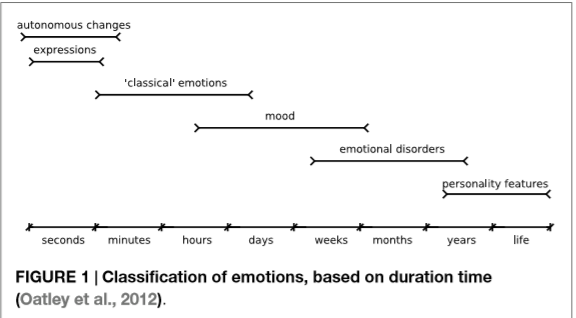 autonomous changes
expressions
'classical' emotions
mood
emotional disorders
personality features
seconds minutes hours days weeks months years life
FIGURE 1 | Classification of emotions, based on duration time
(Oatley et al., 2012).